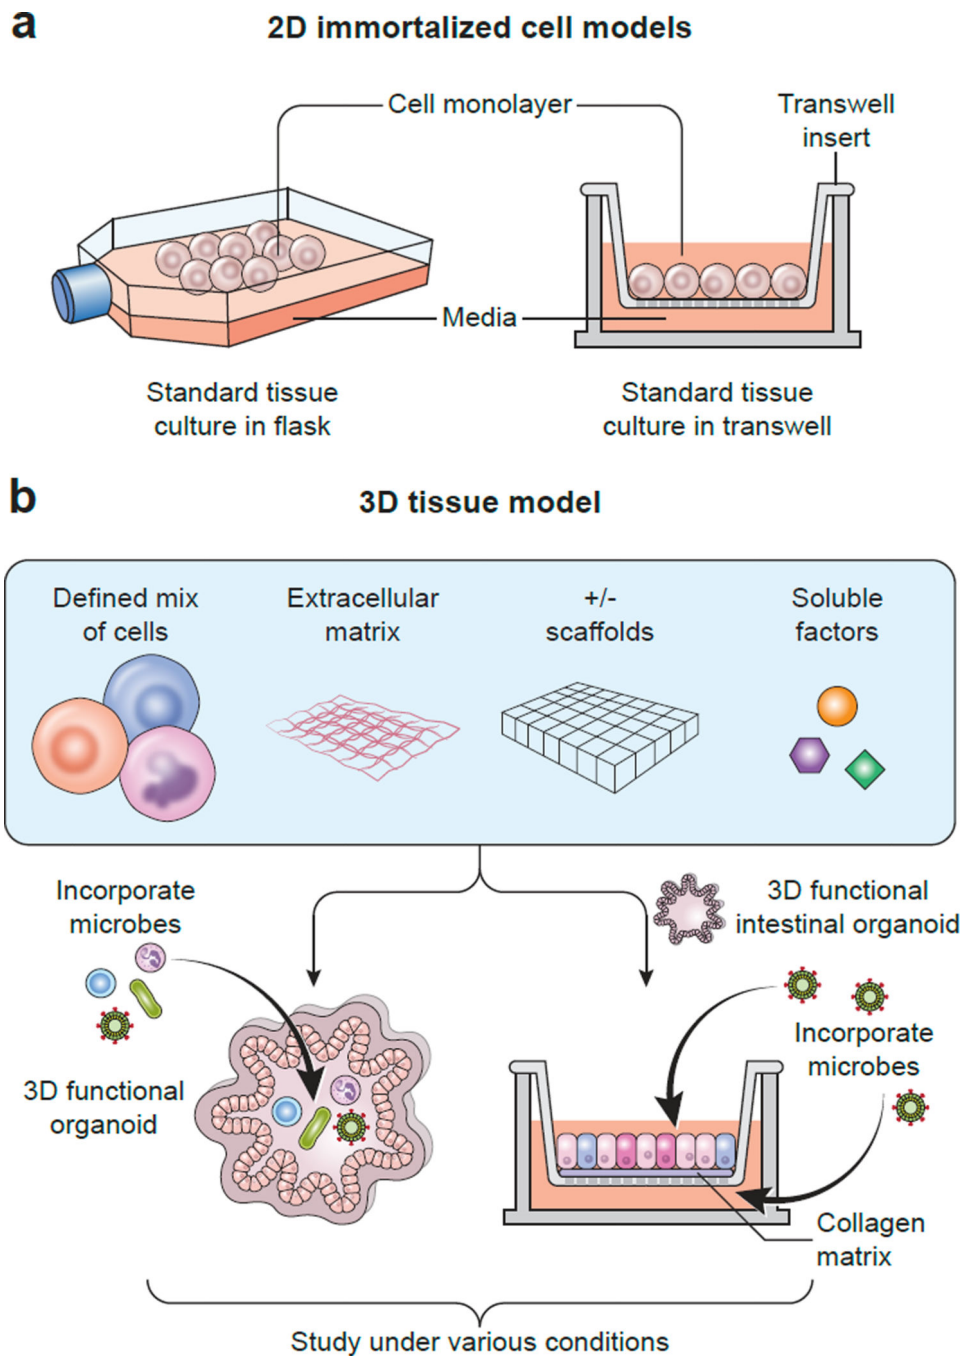 a
2D immortalized cell models
Cell monolayer
Transwell
insert
Media
Standard tissue
culture in flask
Standard tissue
culture in transwell
b
3D tissue model
Defined mix
of cells
Extracellular
matrix
+/-
scaffolds
Soluble
factors
Incorporate
microbes
3D functional
intestinal organoid
3D functional
organoid
Incorporate
microbes
Collagen
matrix
Study under various conditions